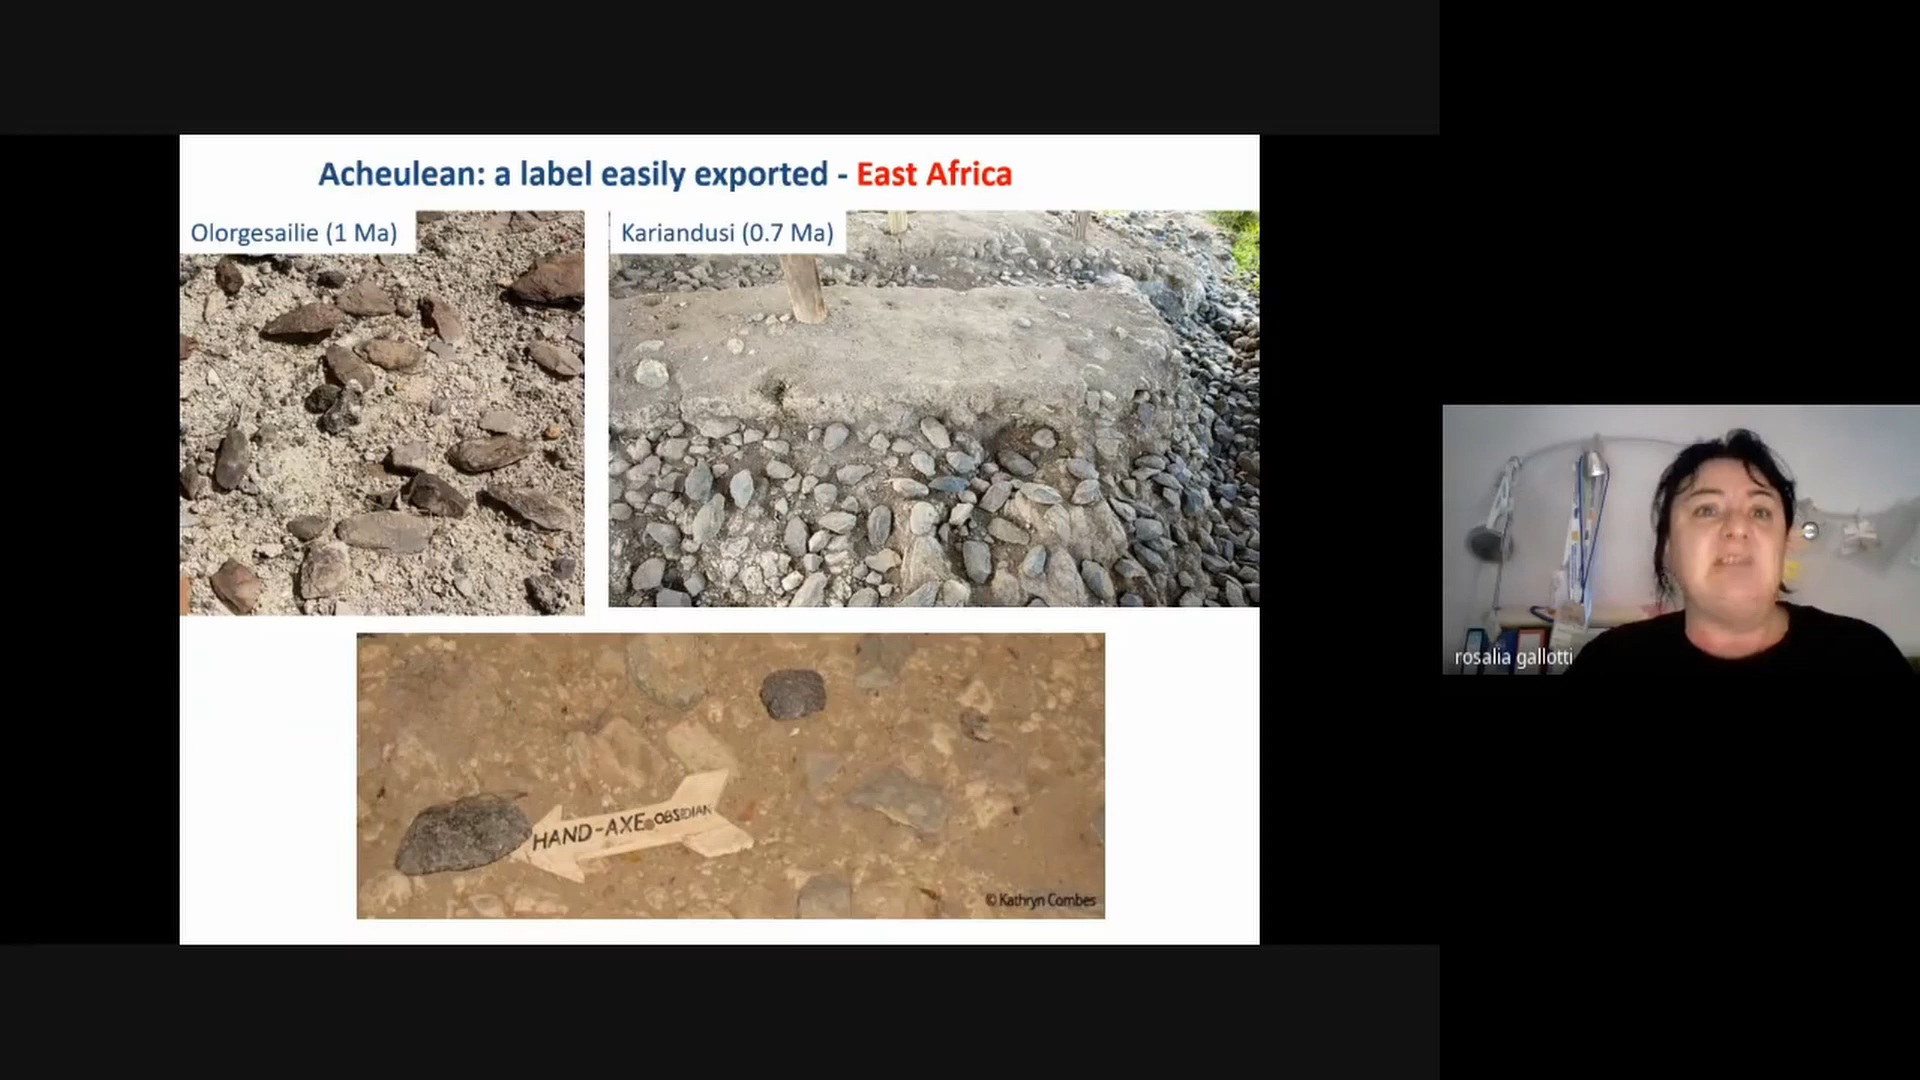 Acheulean: a label easily exported - East Africa
Olorgesailie (1 Ma)
Kariandusi (0.7 Ma)
HAND-AXE OBSIDIAN
© Kathryn Combes
rosalia gallotti